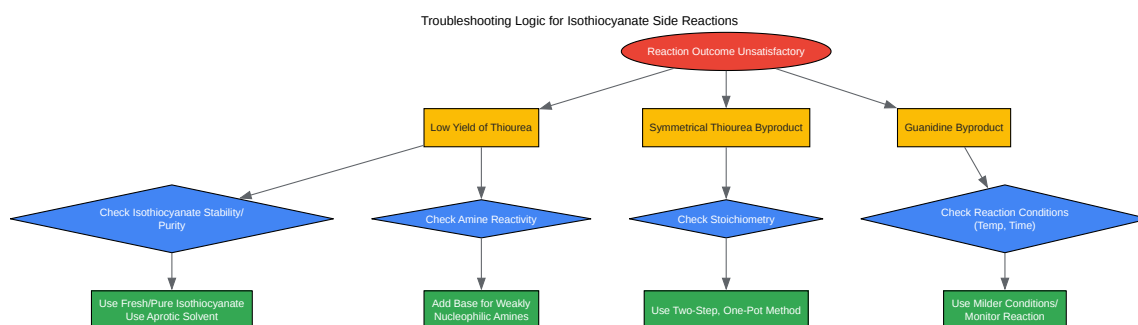 Troubleshooting Logic for Isothiocyanate Side Reactions
Reaction Outcome Unsatisfactory
Low Yield of Thiourea
Symmetrical Thiourea Byproduct
Guanidine Byproduct
Check Isothiocyanate Stability/
Purity
Check Amine Reactivity
Check Stoichiometry
Check Reaction Conditions
(Temp, Time)
Use Fresh/Pure Isothiocyanate
Use Aprotic Solvent
Add Base for Weakly
Nucleophilic Amines
Use Two-Step, One-Pot Method
Use Milder Conditions/
Monitor Reaction